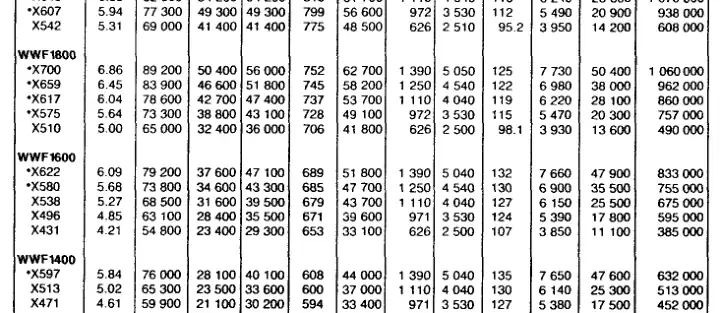 *X607 5.94 77 300 49 300 49 300 799 56 600 972 3 530 112 5 490 20 900 938 000
X542 5.31 69 000 41 400 41 400 775 48 500 626 2 510 95.2 3 950 14 200 608 000
WWF1800
*X700 6.86 89 200 50 400 56 000 752 62 700 1 390 5 050 125 7 730 50 400 1 060 000
*X659 6.45 83 900 46 600 51 800 745 58 200 1 250 4 540 122 6 980 38 000 962 000
*X617 6.04 78 600 42 700 47 400 737 53 700 1 110 4 040 119 6 220 28 100 860 000
*X575 5.64 73 300 38 800 43 100 728 49 100 972 3 530 115 5 470 20 300 757 000
X510 5.00 65 000 32 400 36 000 706 41 800 626 2 500 98.1 3 930 13 600 490 000
WWF1600
*X622 6.09 79 200 37 600 47 100 689 51 800 1 390 5 040 132 7 660 47 900 833 000
*X580 5.68 73 800 34 600 43 300 685 47 700 1 250 4 540 130 6 900 35 500 755 000
X538 5.27 68 500 31 600 39 500 679 43 700 1 110 4 040 127 6 150 25 500 675 000
X496 4.85 63 100 28 400 35 500 671 39 600 971 3 530 124 5 390 17 800 595 000
X431 4.21 54 800 23 400 29 300 653 33 100 626 2 500 107 3 850 11 100 385 000
WWF1400
*X597 5.84 76 000 28 100 40 100 608 44 000 1 390 5 040 135 7 650 47 600 632 000
X513 5.02 65 300 23 500 33 600 600 37 000 1 110 4 040 130 6 140 25 300 513 000
X471 4.61 59 900 21 100 30 200 594 33 400 971 3 530 127 5 380 17 500 452 000